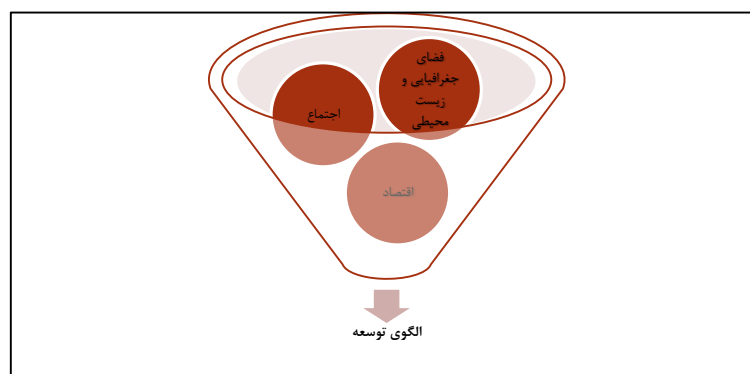 فضای
جغرافیایی و
زیست
محیطی
اجتماع
اقتصاد
الگوی توسعه